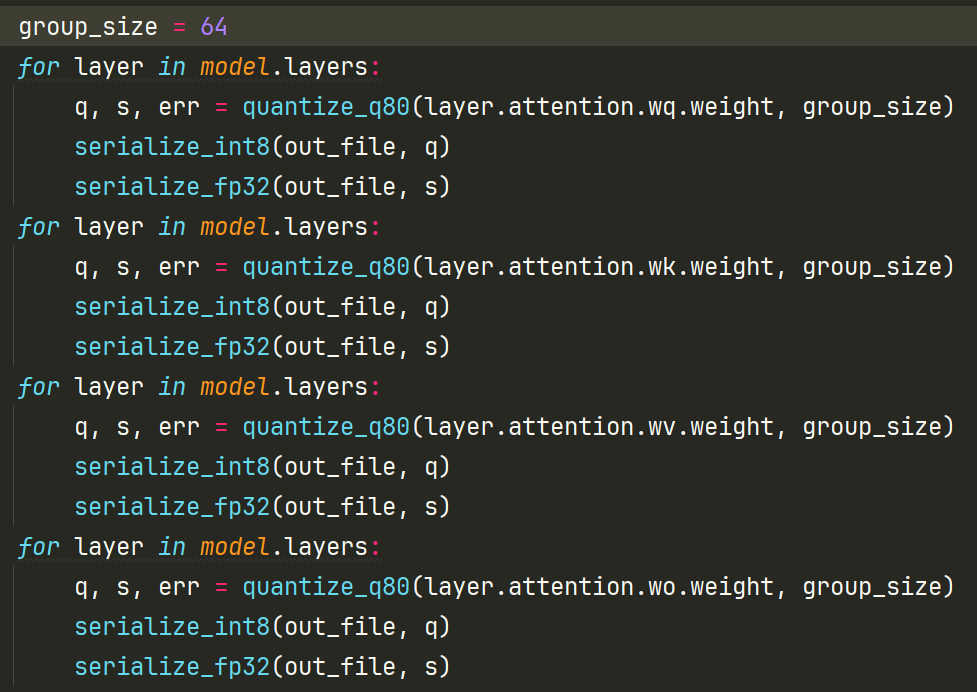 group_size = 64
for layer in model.layers:
    q, s, err = quantize_q80(layer.attention.wq.weight, group_size)
    serialize_int8(out_file, q)
    serialize_fp32(out_file, s)
for layer in model.layers:
    q, s, err = quantize_q80(layer.attention.wk.weight, group_size)
    serialize_int8(out_file, q)
    serialize_fp32(out_file, s)
for layer in model.layers:
    q, s, err = quantize_q80(layer.attention.wv.weight, group_size)
    serialize_int8(out_file, q)
    serialize_fp32(out_file, s)
for layer in model.layers:
    q, s, err = quantize_q80(layer.attention.wo.weight, group_size)
    serialize_int8(out_file, q)
    serialize_fp32(out_file, s)